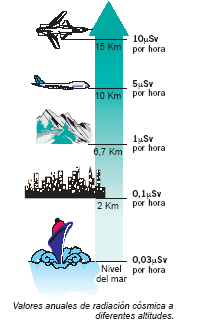 10µSv
por hora
15 Km
5µSv
por hora
10 Km
1µSv
por hora
6,7 Km
0,1µSv
por hora
2 Km
0,03µSv
por hora
Nivel
del mar
Valores anuales de radiación cósmica a
diferentes altitudes.